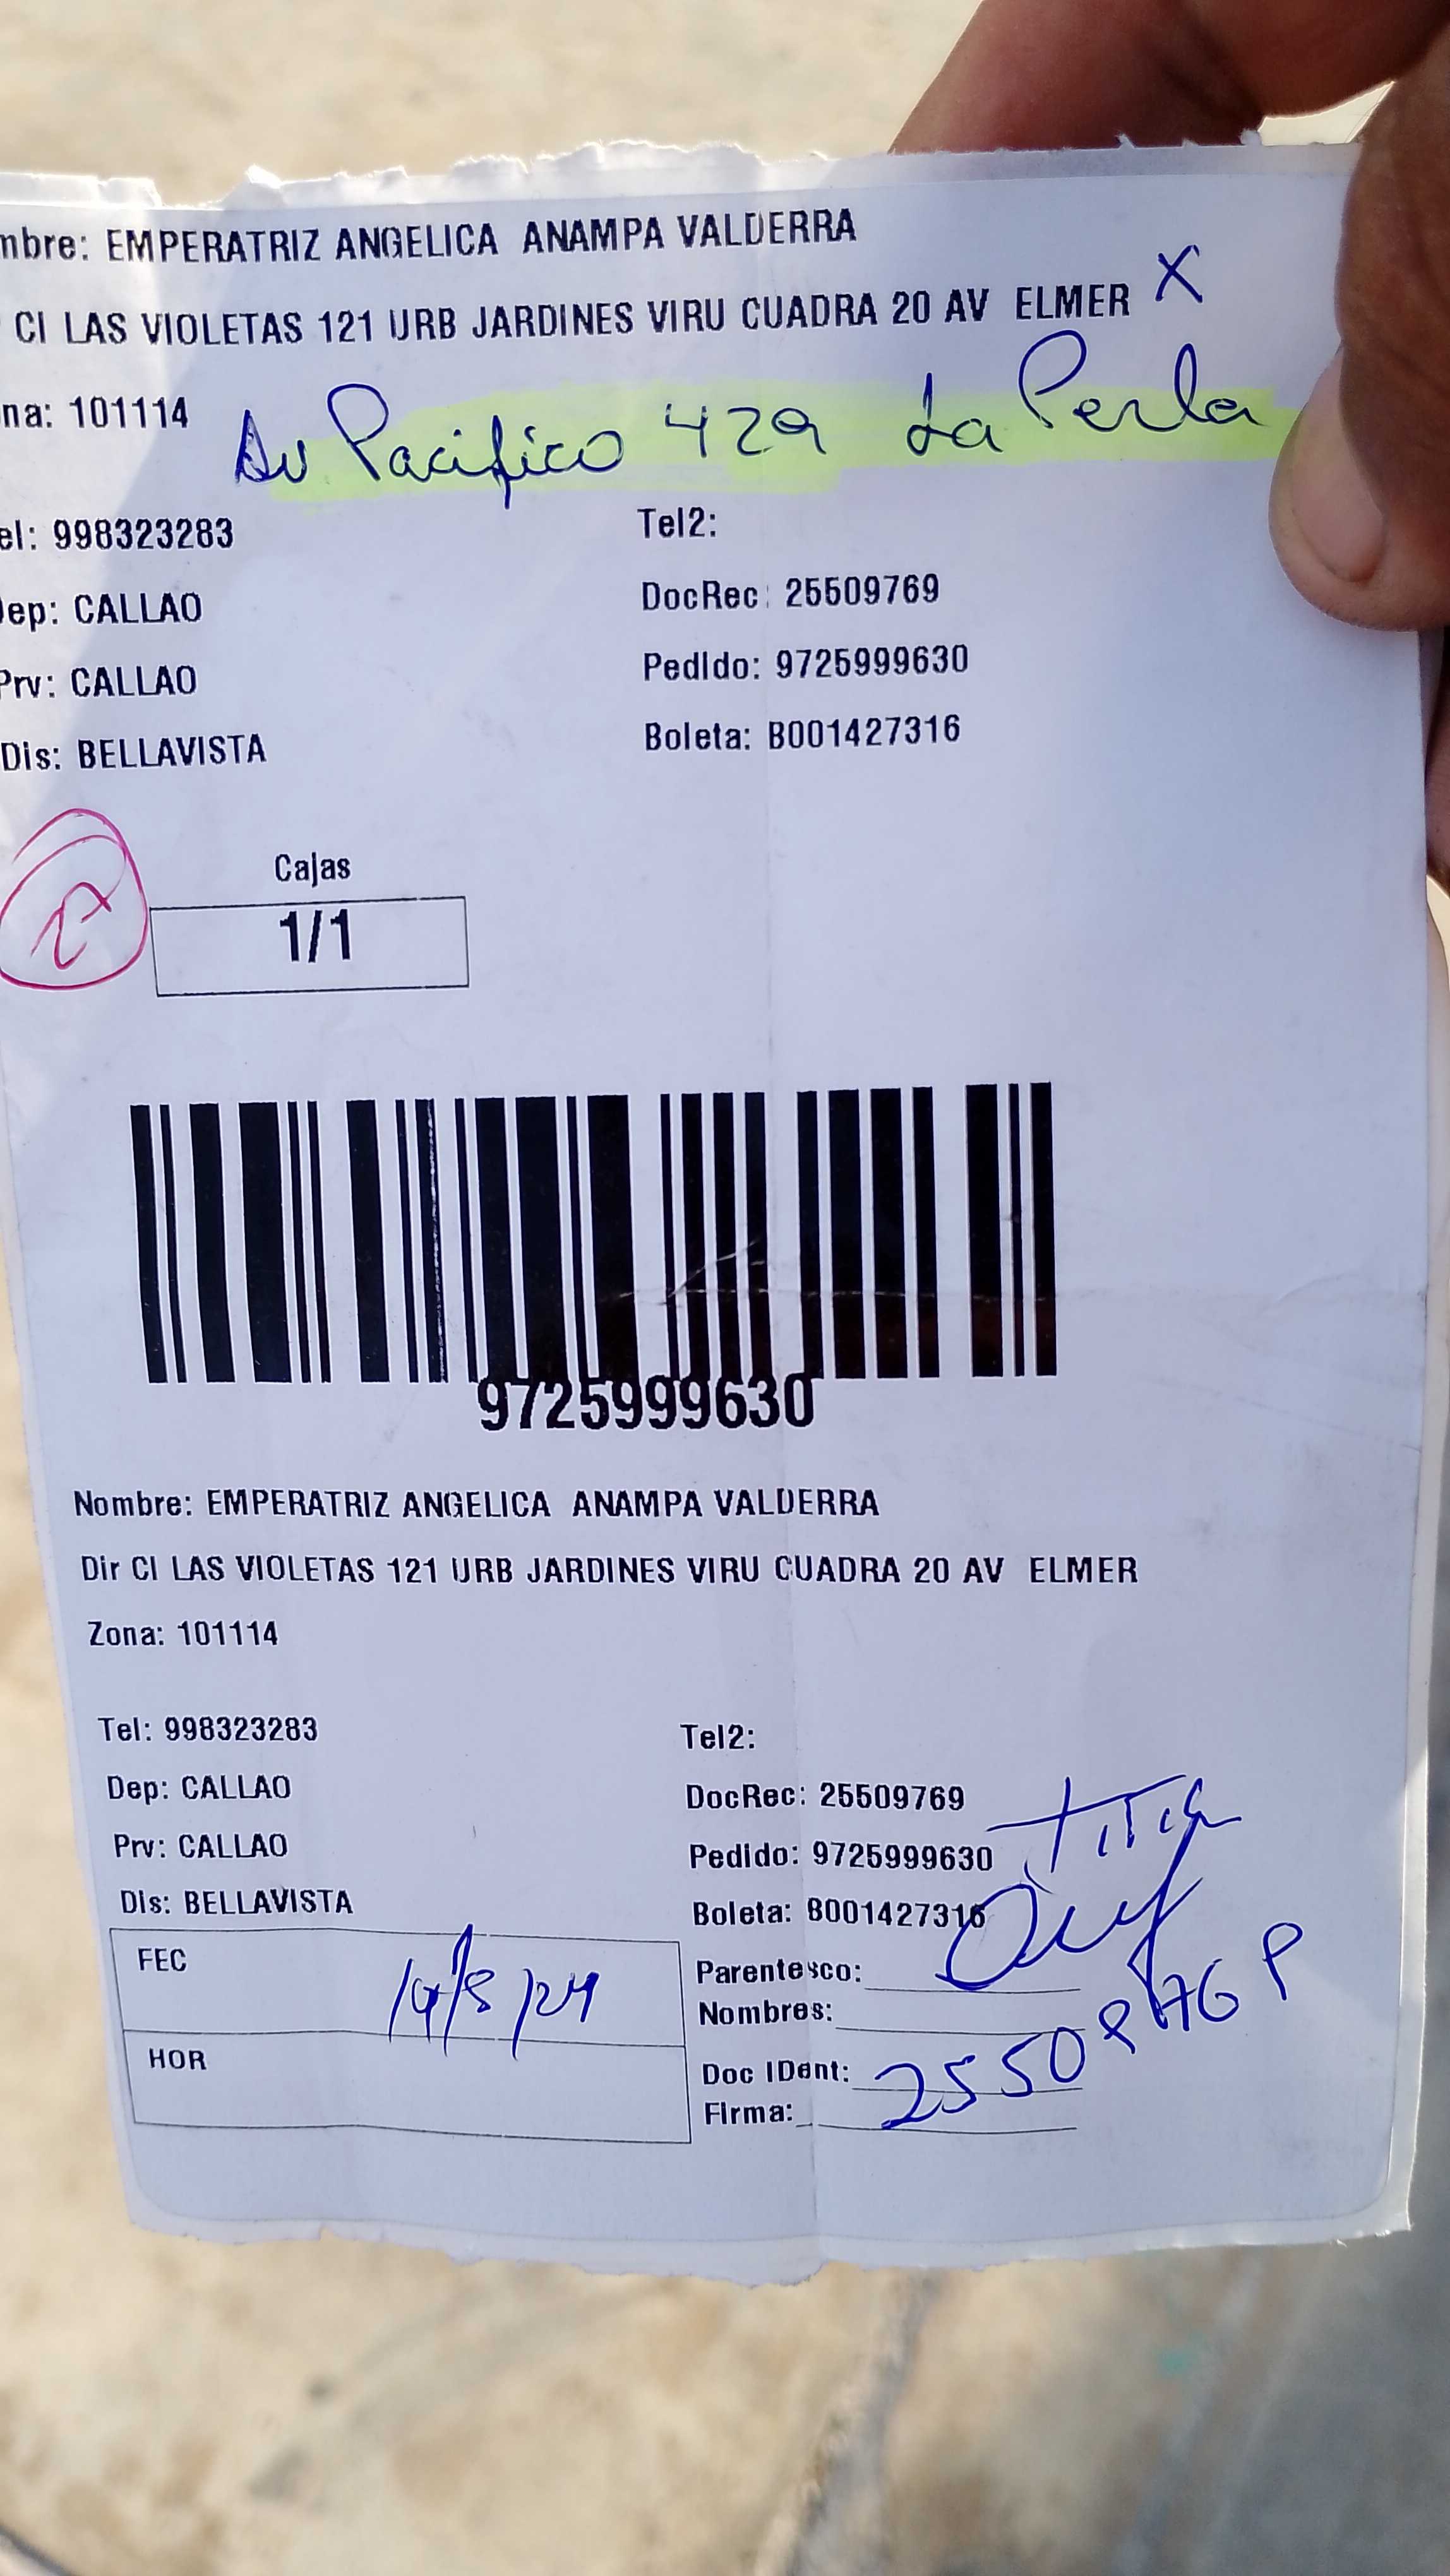 mbre: EMPERATRIZ ANGELICA ANAMPA VALDERRA
CI LAS VIOLETAS 121 URB JARDINES VIRU CUADRA 20 AV ELMER X
na: 101114
Av Pacifico 429 La Perla
el: 998323283 Tel2:
ep: CALLAO DocRec: 25509769
Prv: CALLAO PedIdo: 9725999630
Dis: BELLAVISTA Boleta: B001427316
Cajas
1/1
9725999630
Nombre: EMPERATRIZ ANGELICA ANAMPA VALDERRA
Dir CI LAS VIOLETAS 121 URB JARDINES VIRU CUADRA 20 AV ELMER
Zona: 101114
Tel: 998323283 Tel2:
Dep: CALLAO DocRec: 25509769
Prv: CALLAO Pedido: 9725999630
Dis: BELLAVISTA Boleta: B001427316
FEC 14/8/24 Parentesco:
Nombres:
HOR Doc IDent: 25509769
Firma: